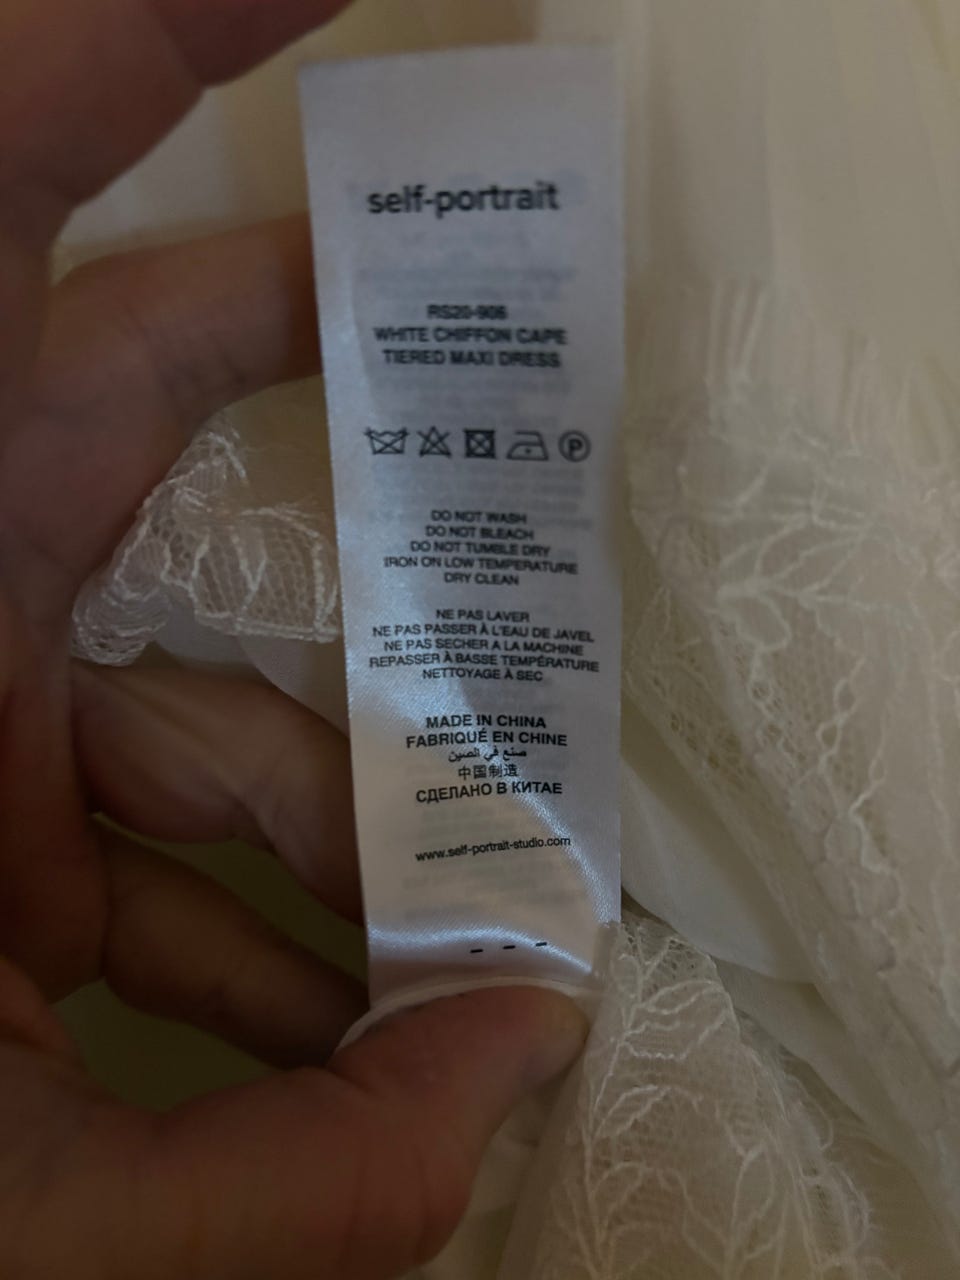 self-portrait
RS20-906
WHITE CHIFFON CAPE
TIERED MAXI DRESS
P
DO NOT WASH
DO NOT BLEACH
DO NOT TUMBLE DRY
IRON ON LOW TEMPERATURE
DRY CLEAN
NE PAS LAVER
NE PAS PASSER À L'EAU DE JAVEL
NE PAS SECHER A LA MACHINE
REPASSER À BASSE TEMPÉRATURE
NETTOYAGE À SEC
MADE IN CHINA
FABRIQUÉ EN CHINE
صنع في الصين
中国制造
СДЕЛАНО В КИТАЕ
www.self-portrait-studio.com